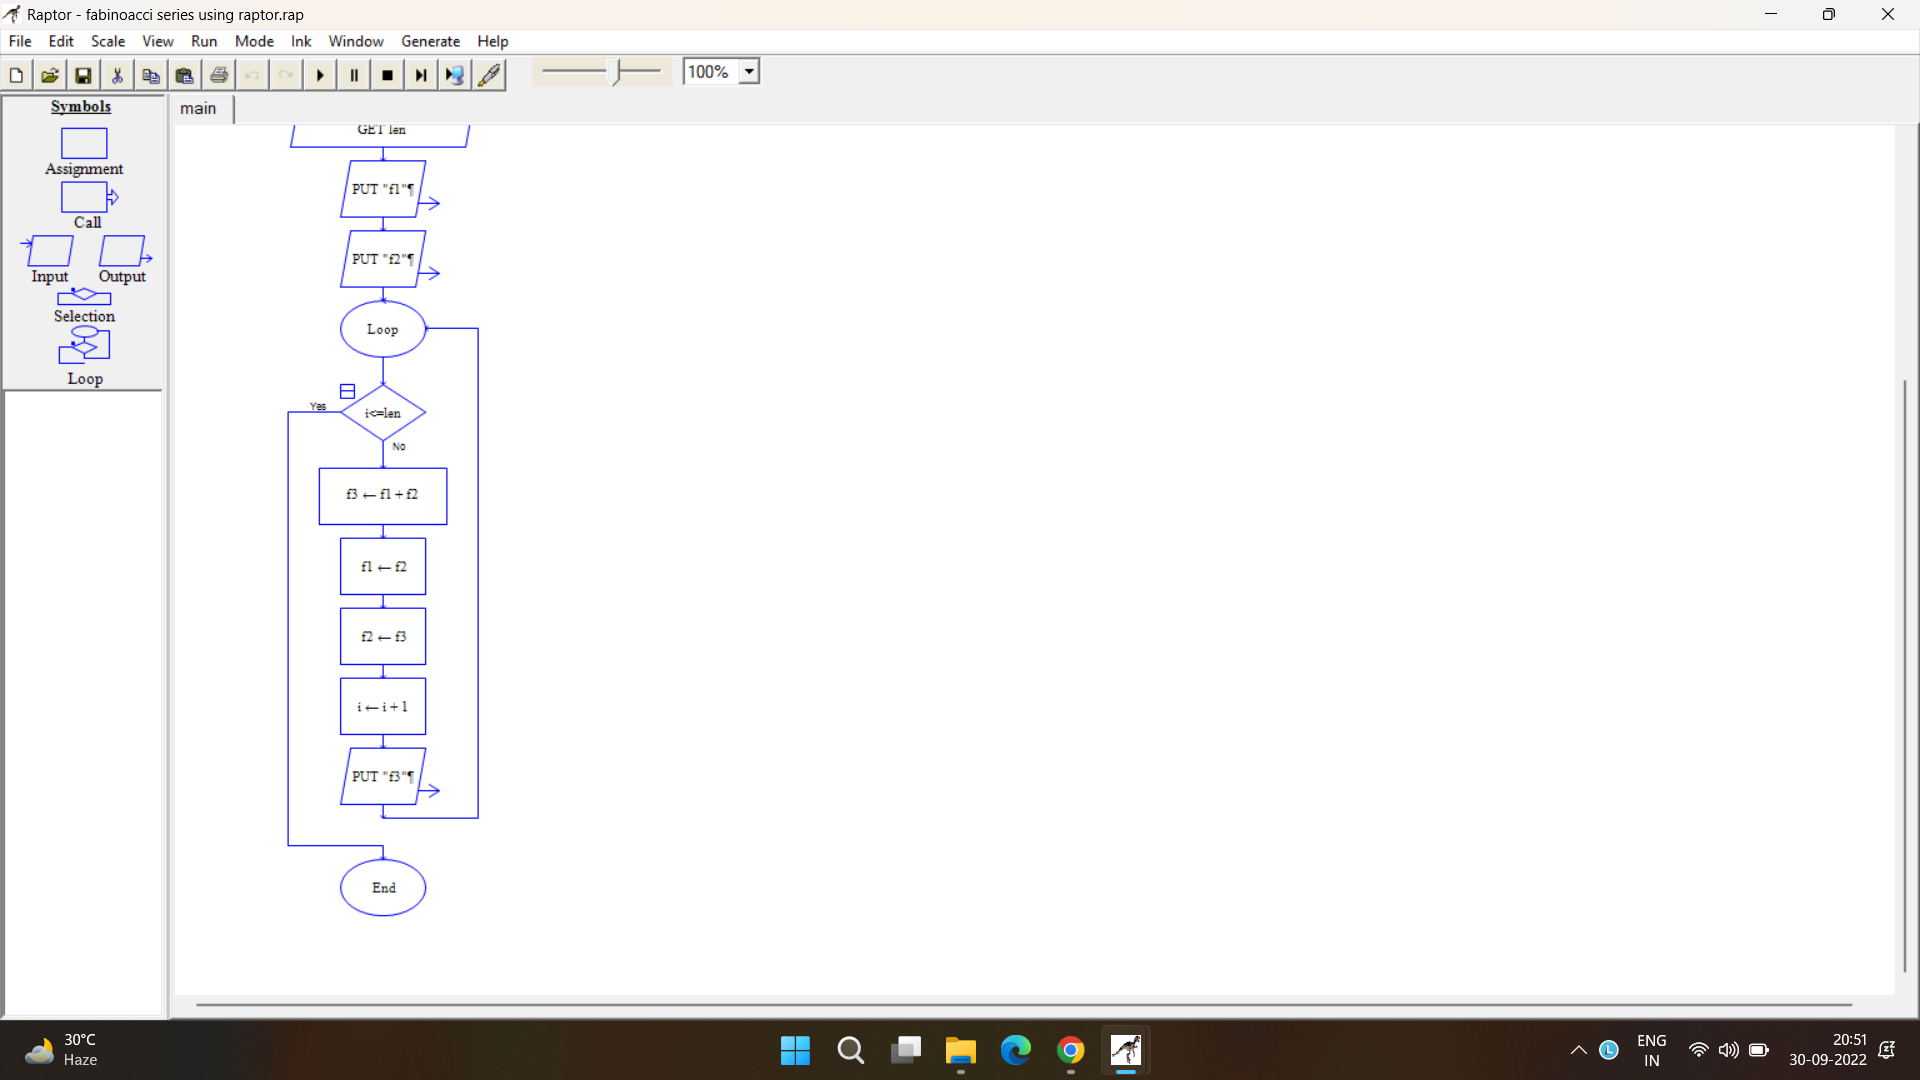 Raptor - fabinoacci series using raptor.rap
File Edit Scale View Run Mode Ink Window Generate Help
100%
Symbols
main
Assignment
Call
Input Output
Selection
Loop
GET len
PUT "f1"¶
PUT "f2"¶
Loop
Yes
i<=len
No
f3 ← f1 + f2
f1 ← f2
f2 ← f3
i ← i + 1
PUT "f3"¶
End
30°C
Haze
L
ENG
IN
20:51
30-09-2022